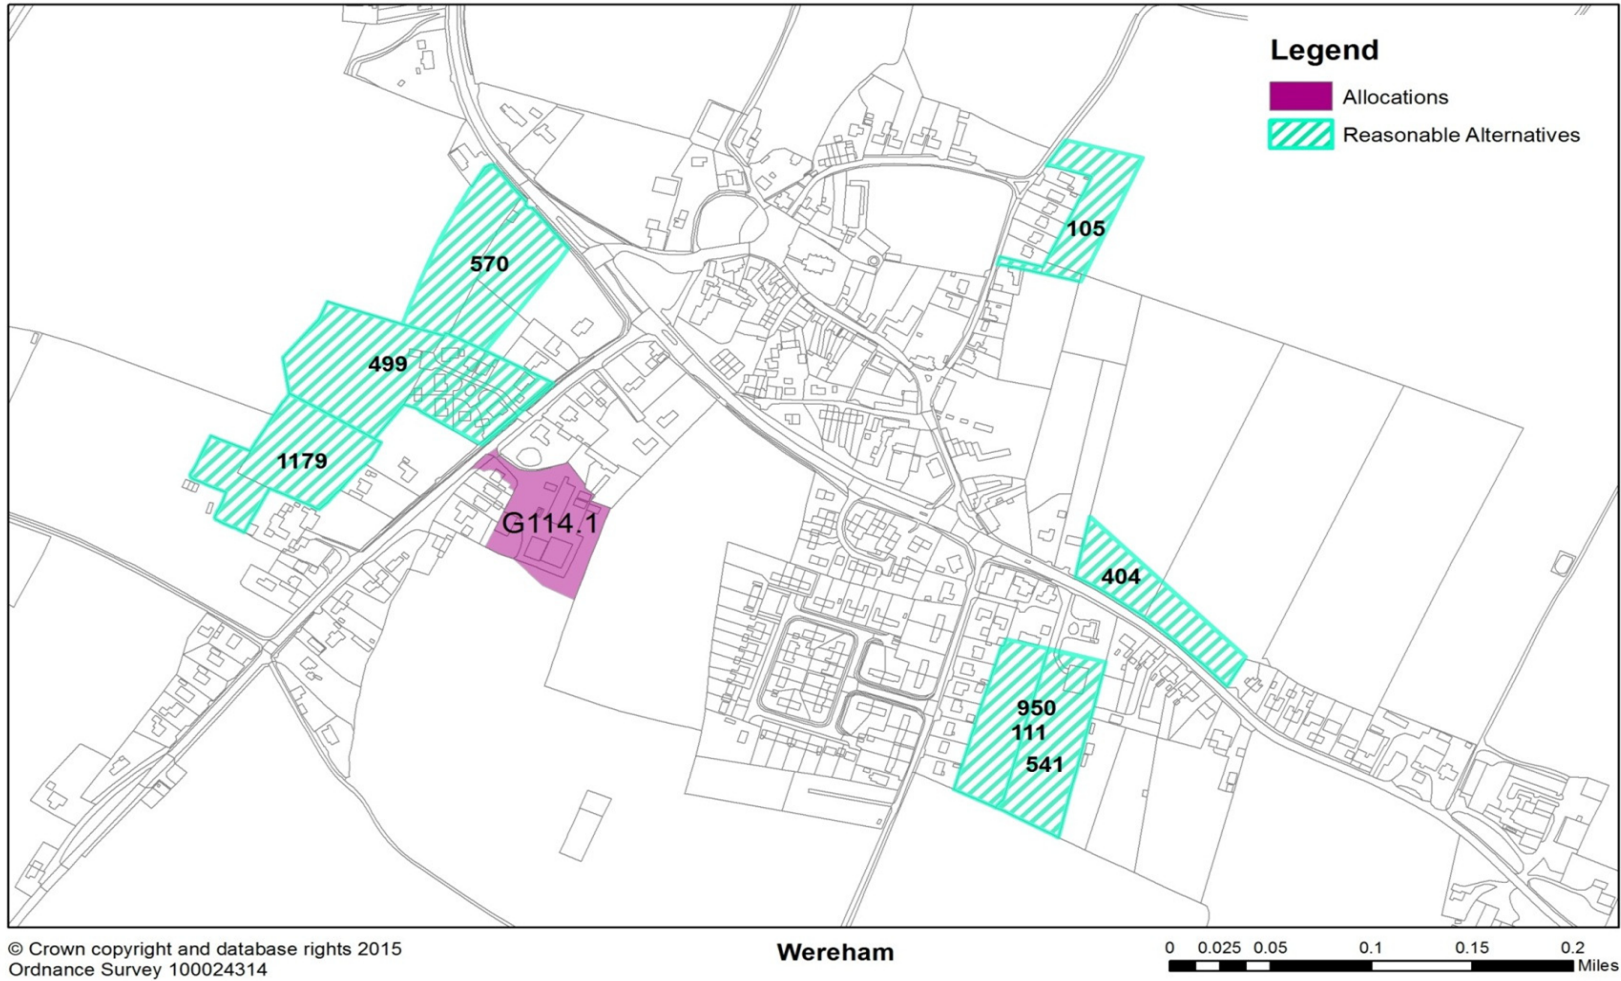 Legend
Allocations
Reasonable Alternatives
105
570
499
1179
G114.1
404
950
111
541
© Crown copyright and database rights 2015
Ordnance Survey 100024314
Wereham
0 0.025 0.05 0.1 0.15 0.2
Miles